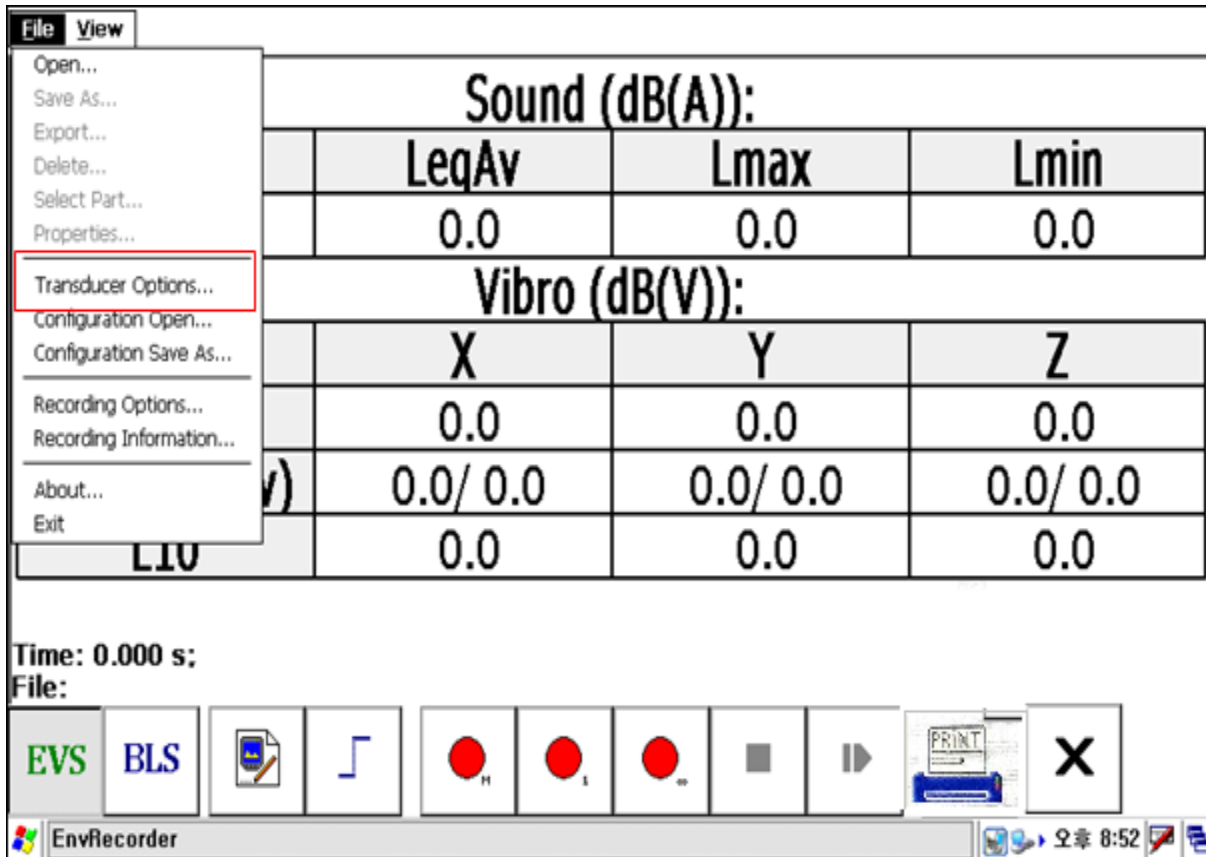 File View
Open...
Save As...
Export...
Delete...
Select Part...
Properties...
Transducer Options...
Configuration Open...
Configuration Save As...
Recording Options...
Recording Information...
About...
Exit
Sound (dB(A)):
LeqAv Lmax Lmin
0.0 0.0 0.0
Vibro (dB(V)):
X Y Z
0.0 0.0 0.0
v) 0.0/ 0.0 0.0/ 0.0 0.0/ 0.0
L10 0.0 0.0 0.0
Time: 0.000 s;
File:
EVS BLS M 1 ∞ PRINT X
EnvRecorder 오후 8:52